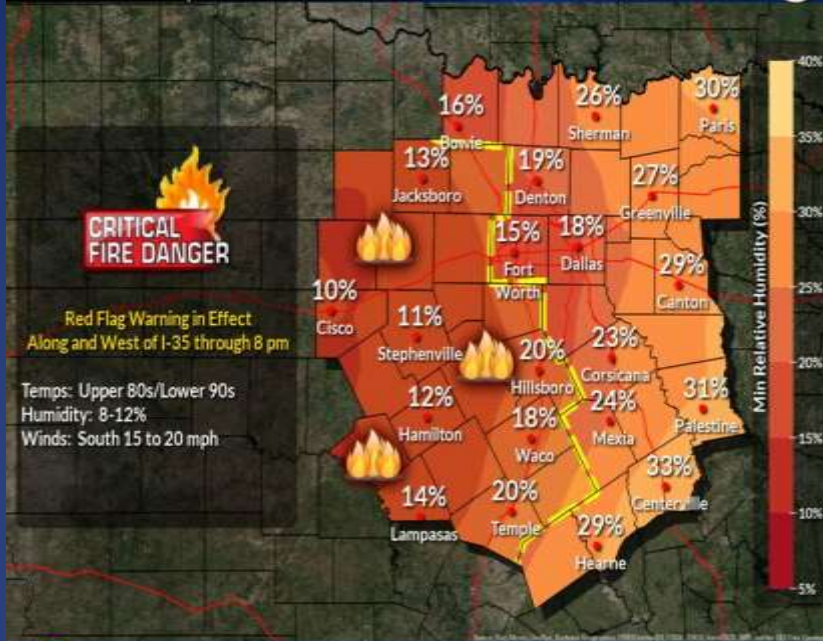 CRITICAL
FIRE DANGER
Red Flag Warning in Effect
Along and West of I-35 through 8 pm
Temps: Upper 80s/Lower 90s
Humidity: 8-12%
Winds: South 15 to 20 mph
16%
Bowie
26%
Sherman
30%
Paris
13%
Jacksboro
19%
Denton
27%
Greenville
15%
Fort
Worth
18%
Dallas
29%
Canton
10%
Cisco
11%
Stephenville
20%
Hillsboro
23%
Corsicana
12%
Hamilton
18%
Waco
24%
Mexia
31%
Palestine
14%
Lampasas
20%
Temple
29%
Hearne
33%
Centerville
40%
35%
30%
25%
20%
15%
10%
5%
Min Relative Humidity (%)